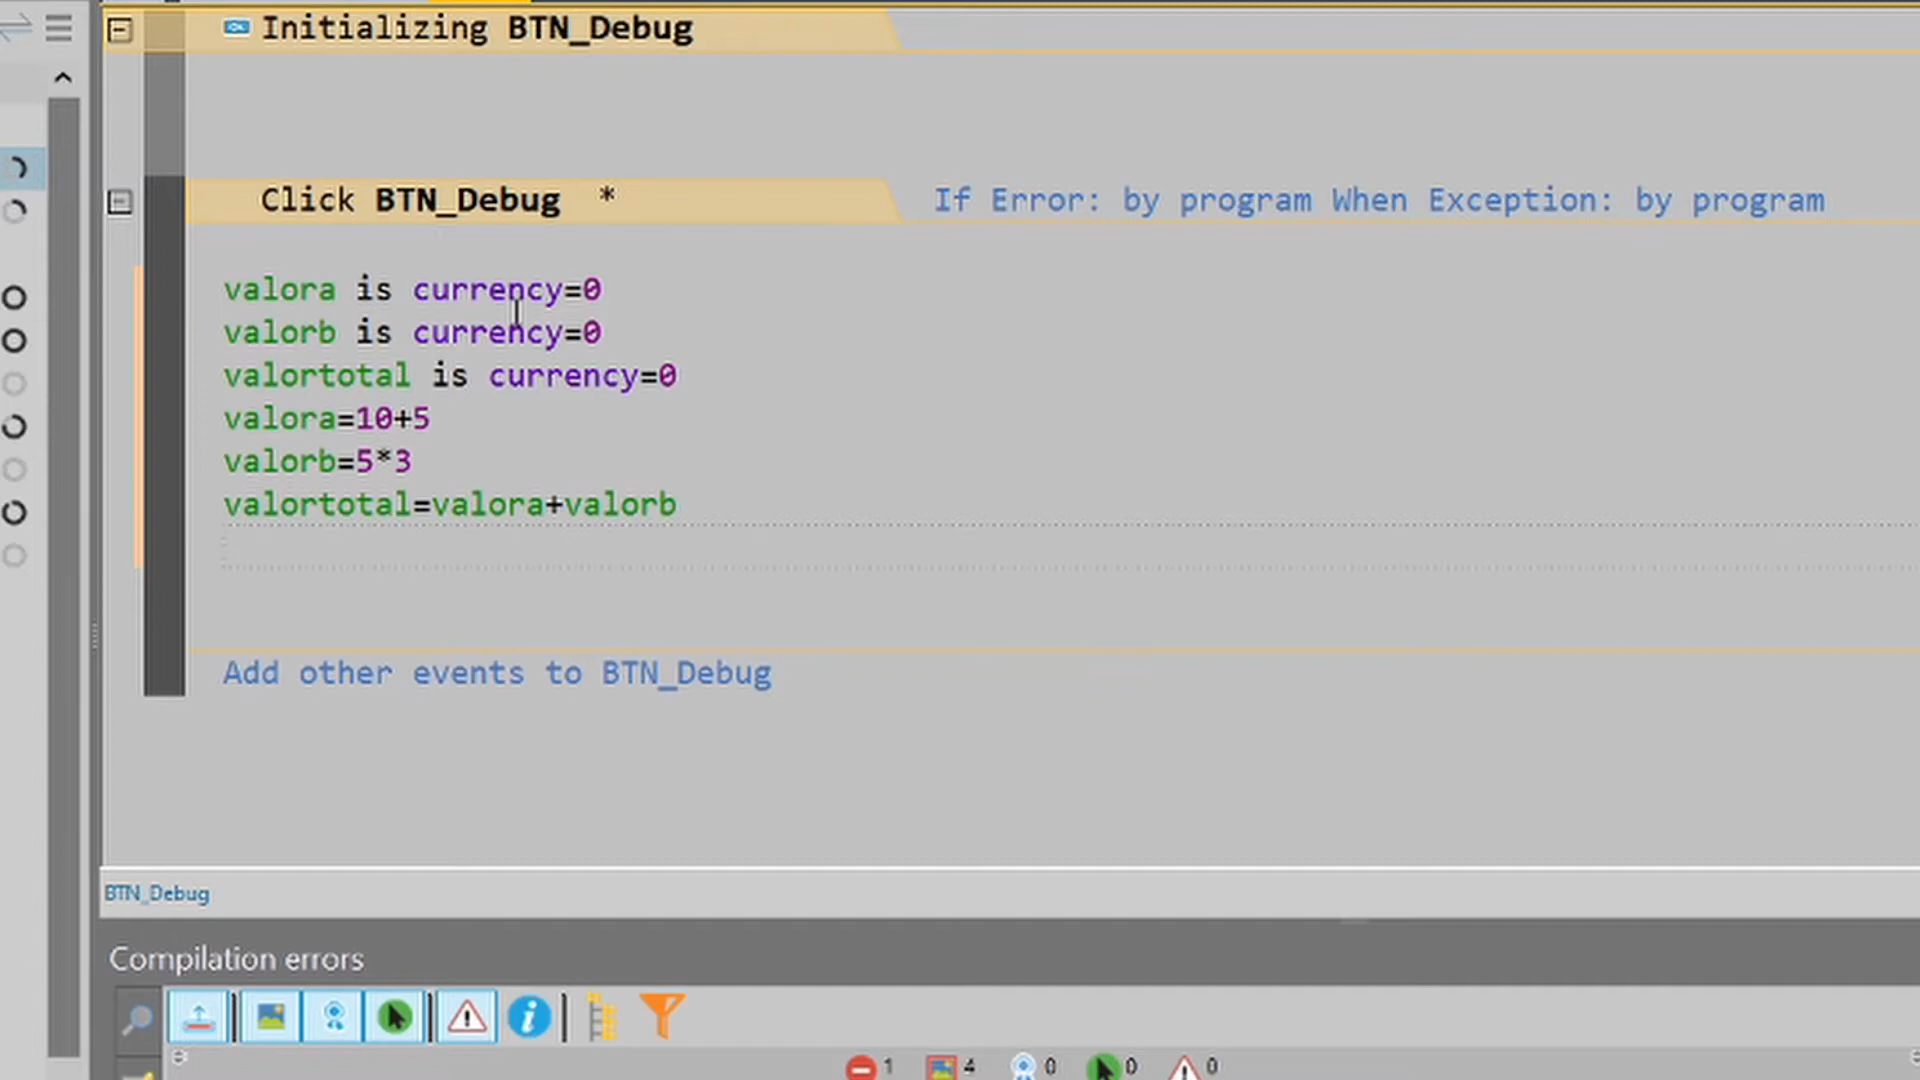 Initializing BTN_Debug
Click BTN_Debug * If Error: by program When Exception: by program
valora is currency=0
valorb is currency=0
valortotal is currency=0
valora=10+5
valorb=5*3
valortotal=valora+valorb
Add other events to BTN_Debug
BTN_Debug
Compilation errors
1 4 0 0 0